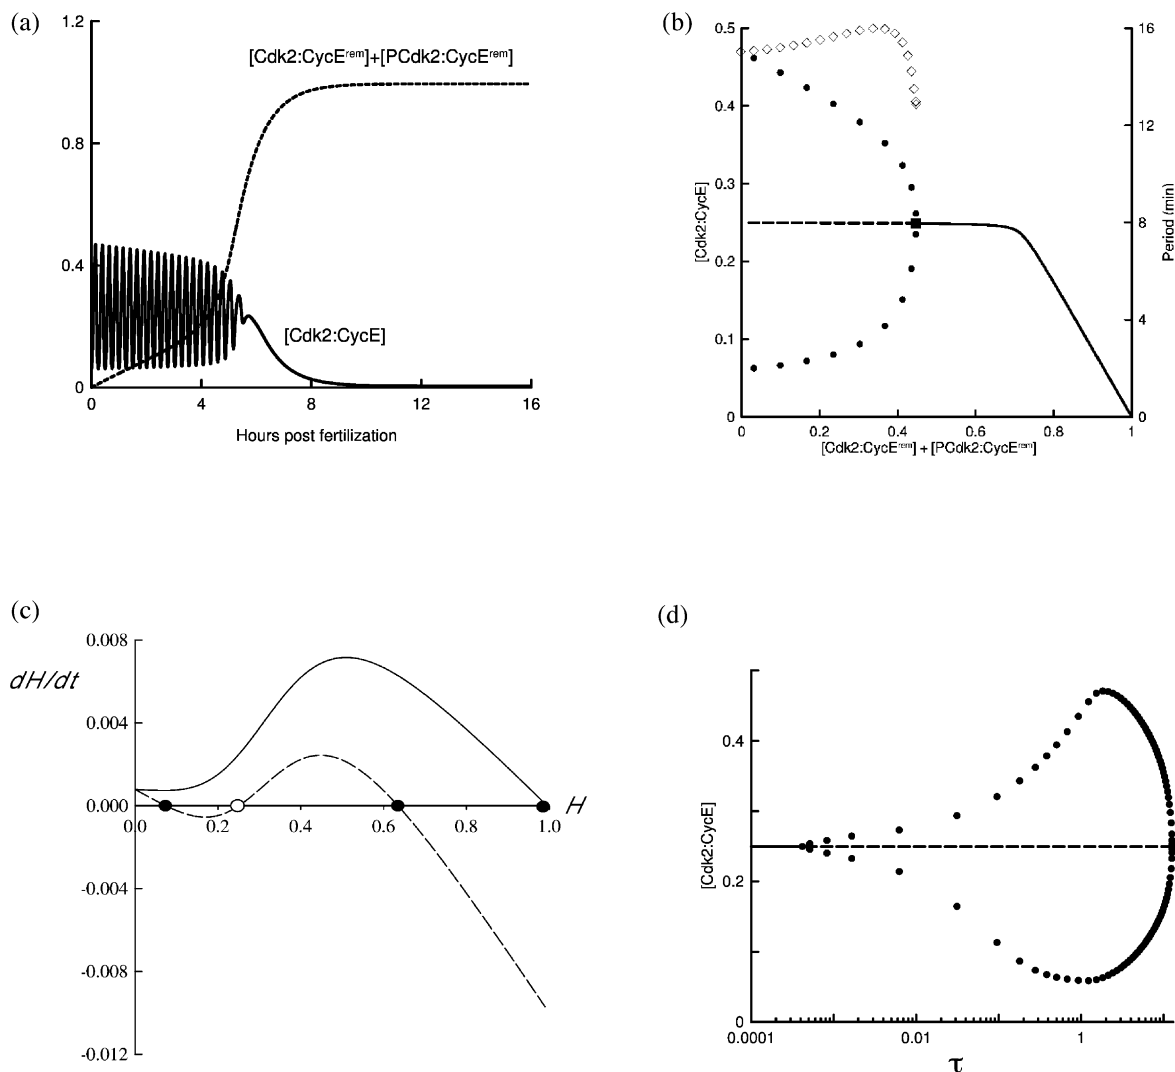 (a)
1.2
0.8
0.4
0
[Cdk2:CycE^rem]+[PCdk2:CycE^rem]
[Cdk2:CycE]
0 4 8 12 16
Hours post fertilization
(b)
0.5
0.4
0.3
0.2
0.1
0
[Cdk2:CycE]
16
12
8
4
0
Period (min)
0 0.2 0.4 0.6 0.8 1
[Cdk2:CycE^rem] + [PCdk2:CycE^rem]
(c)
0.008
dH/dt
0.004
0.000
-0.004
-0.008
-0.012
0.0 0.2 0.4 0.6 0.8 1.0
H
(d)
0.4
0.2
0
[Cdk2:CycE]
0.0001 0.01 1
τ